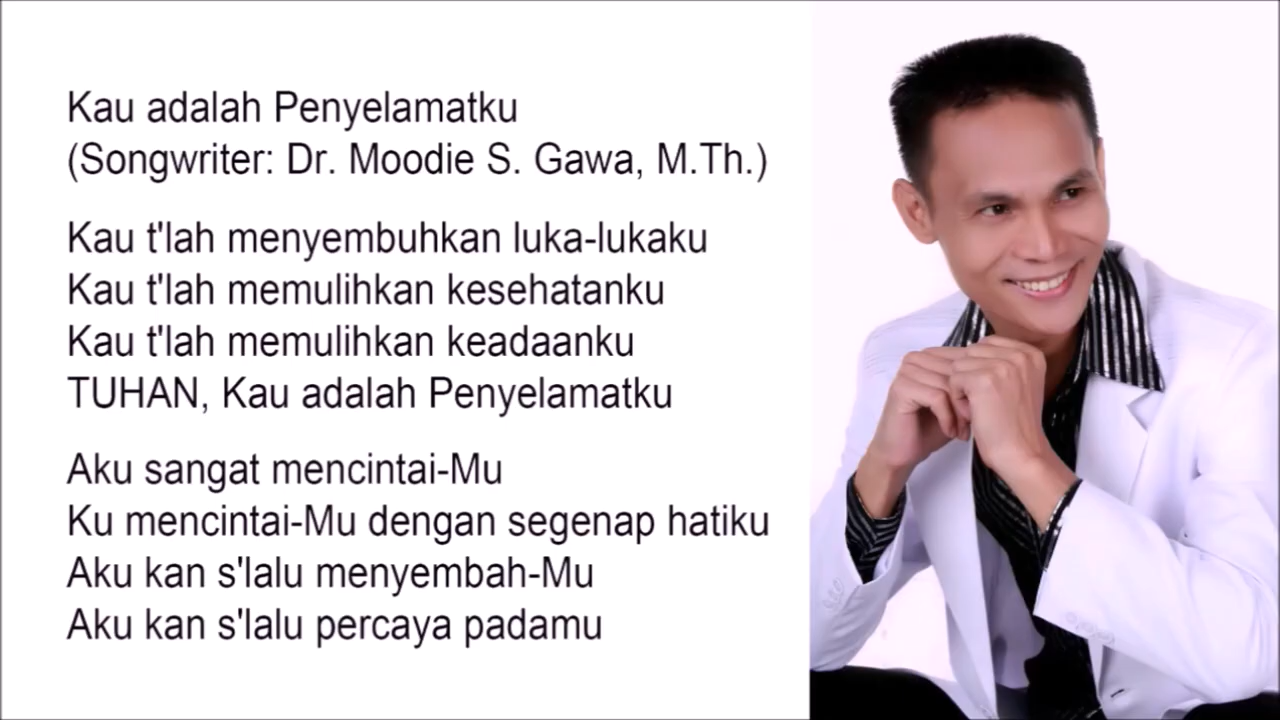 Kau adalah Penyelamatku
(Songwriter: Dr. Moodie S. Gawa, M.Th.)
Kau t'lah menyembuhkan luka-lukaku
Kau t'lah memulihkan kesehatanku
Kau t'lah memulihkan keadaanku
TUHAN, Kau adalah Penyelamatku
Aku sangat mencintai-Mu
Ku mencintai-Mu dengan segenap hatiku
Aku kan s'lalu menyembah-Mu
Aku kan s'lalu percaya padamu